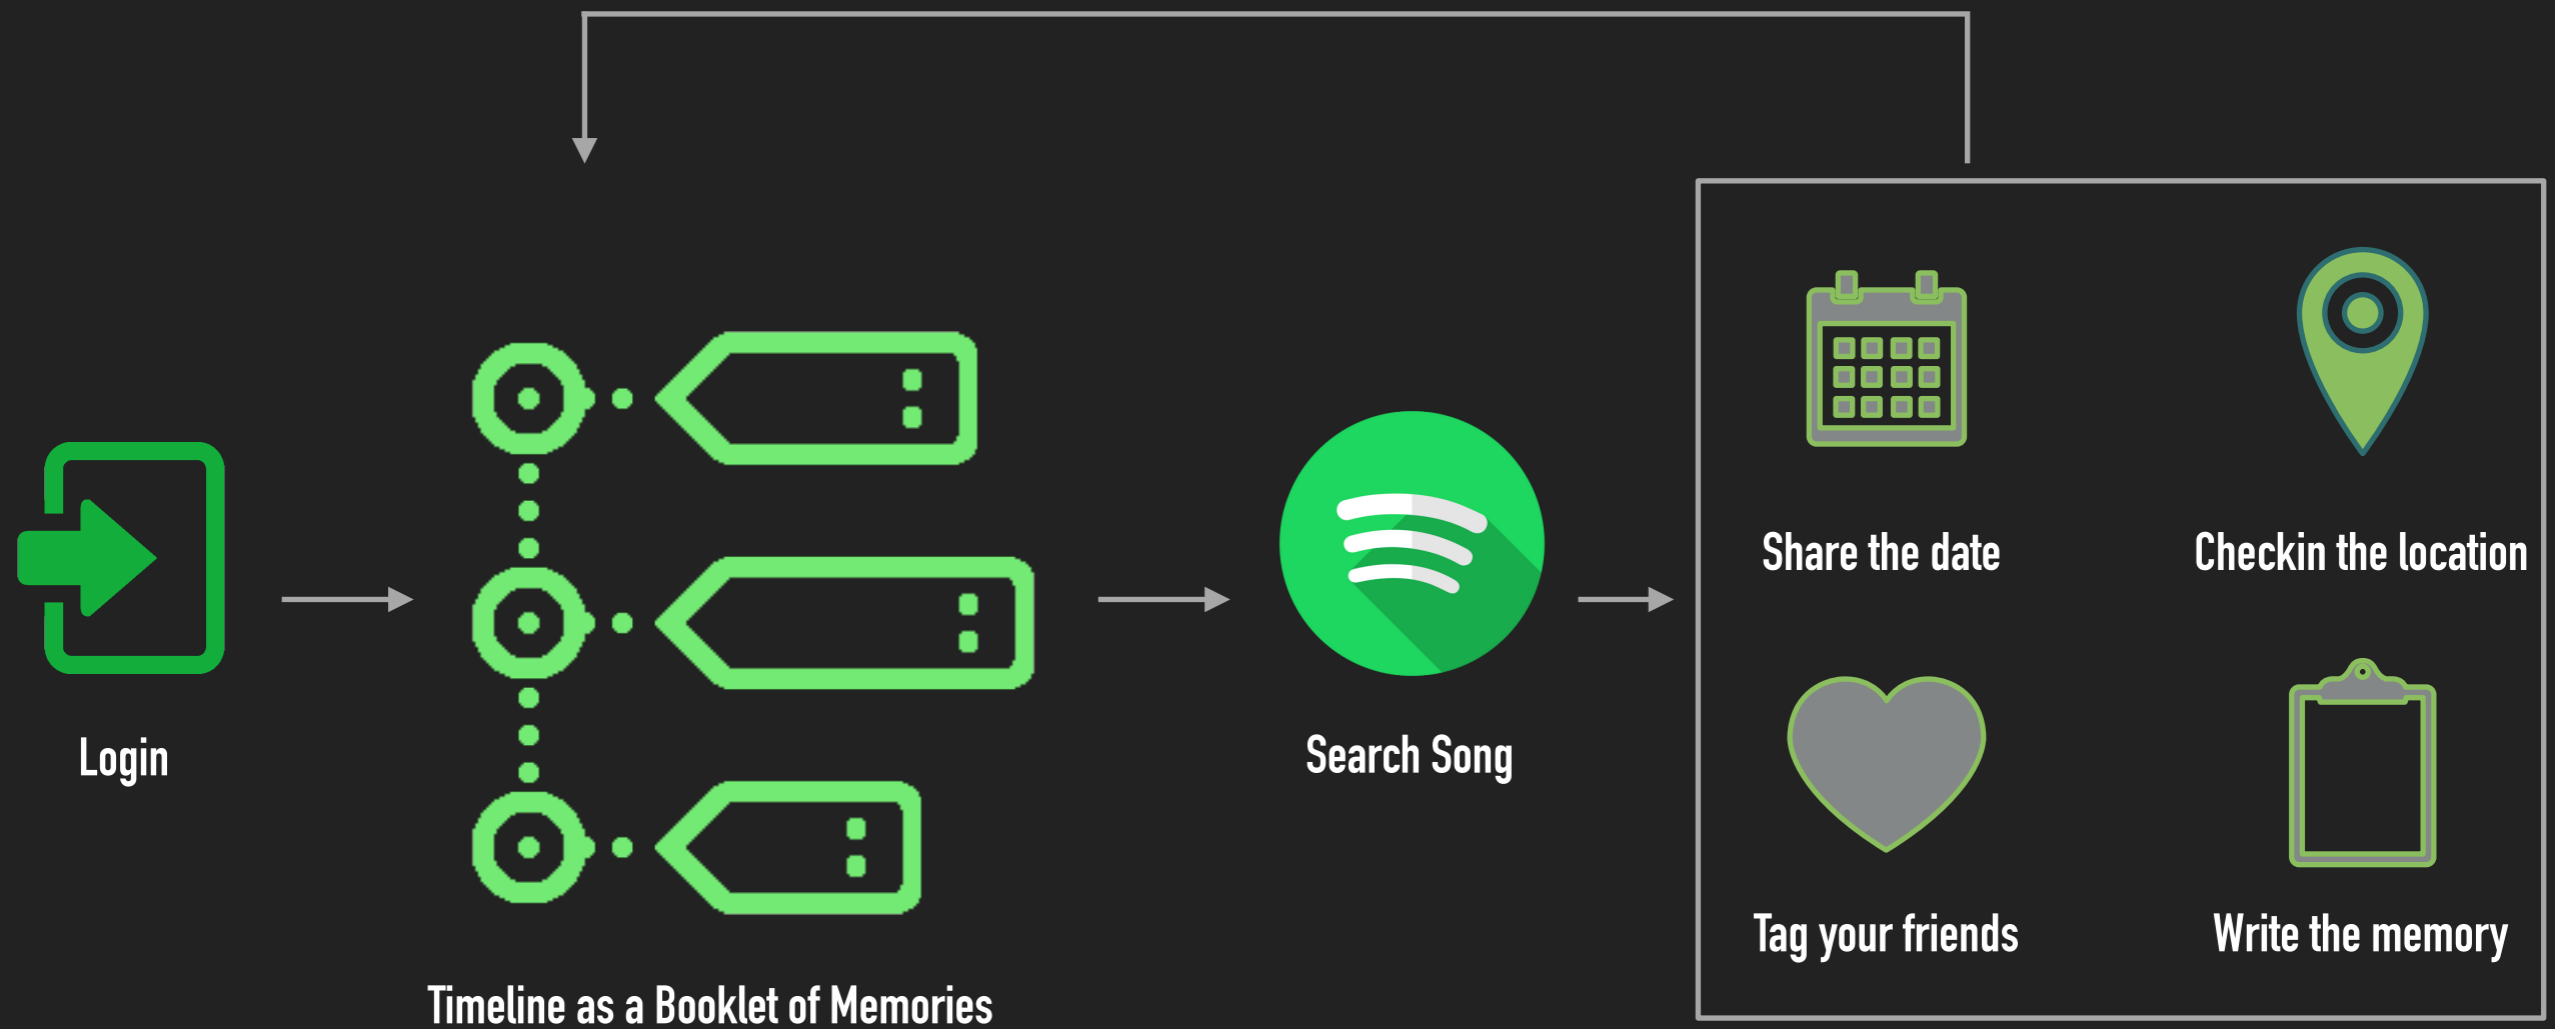 Login
Timeline as a Booklet of Memories
Search Song
Share the date
Checkin the location
Tag your friends
Write the memory